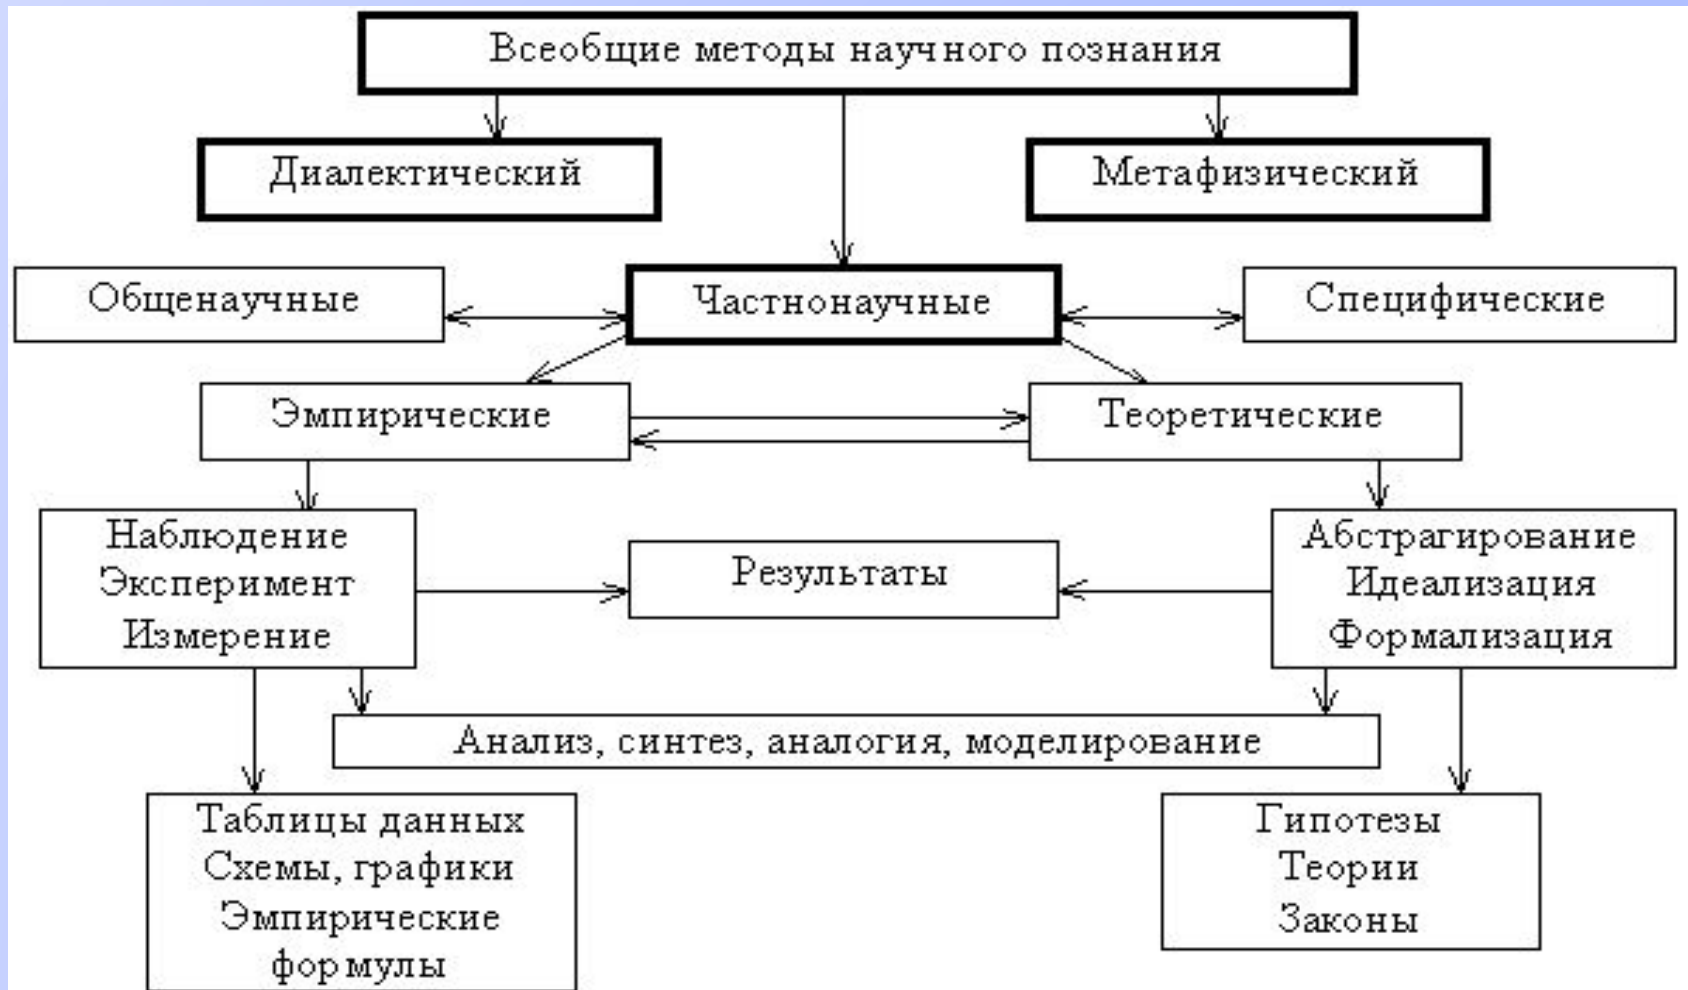 Всеобщие методы научного познания
Диалектический
Метафизический
Общенаучные
Частнонаучные
Специфические
Эмпирические
Теоретические
Наблюдение
Эксперимент
Измерение
Результаты
Абстрагирование
Идеализация
Формализация
Анализ, синтез, аналогия, моделирование
Таблицы данных
Схемы, графики
Эмпирические
формулы
Гипотезы
Теории
Законы